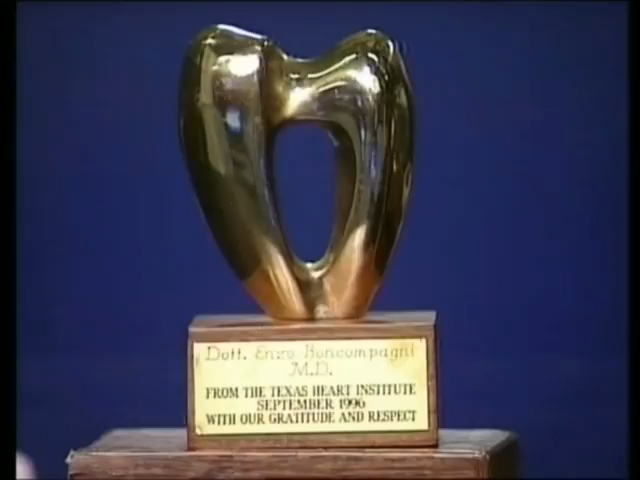 Dott. Enzo Boncompagni
M.D.
FROM THE TEXAS HEART INSTITUTE
SEPTEMBER 1996
WITH OUR GRATITUDE AND RESPECT